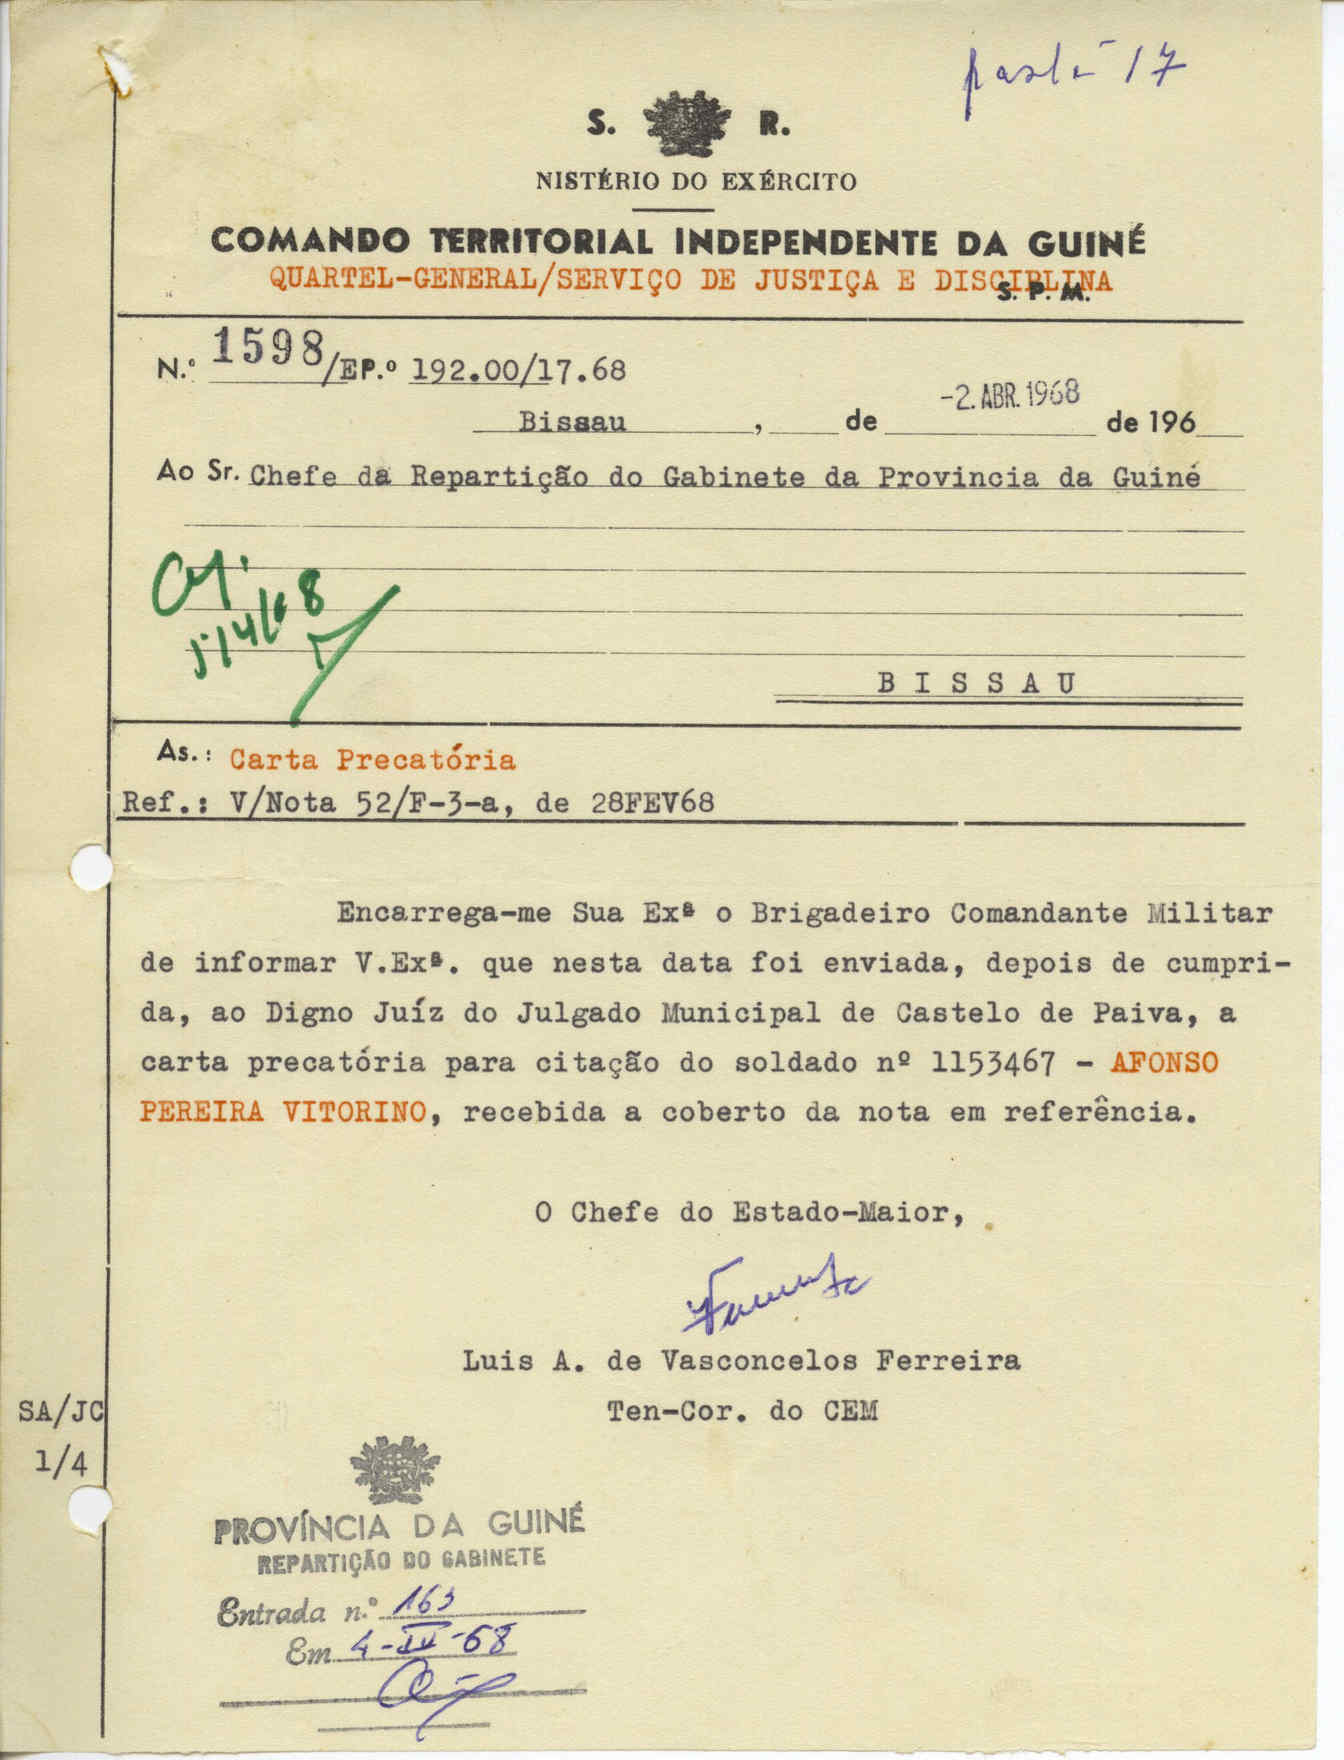 pasta 17
S. R.
NISTÉRIO DO EXÉRCITO
COMANDO TERRITORIAL INDEPENDENTE DA GUINÉ
QUARTEL-GENERAL/SERVIÇO DE JUSTIÇA E DISCIPLINA
S. P. M.
N.º 1598/EP.º 192.00/17.68
-2. ABR. 1968
Bissau, de de 196
Ao Sr. Chefe da Repartição do Gabinete da Provincia da Guiné
5/4/68
BISSAU
As.: Carta Precatória
Ref.: V/Nota 52/F-3-a, de 28FEV68
Encarrega-me Sua Exª o Brigadeiro Comandante Militar
de informar V.Exª. que nesta data foi enviada, depois de cumpri-
da, ao Digno Juíz do Julgado Municipal de Castelo de Paiva, a
carta precatória para citação do soldado nº 1153467 - AFONSO
PEREIRA VITORINO, recebida a coberto da nota em referência.
O Chefe do Estado-Maior,
Luis A. de Vasconcelos Ferreira
Ten-Cor. do CEM
SA/JC
1/4
PROVÍNCIA DA GUINÉ
REPARTIÇÃO DO GABINETE
Entrada n.º 163
Em 4-IV-68